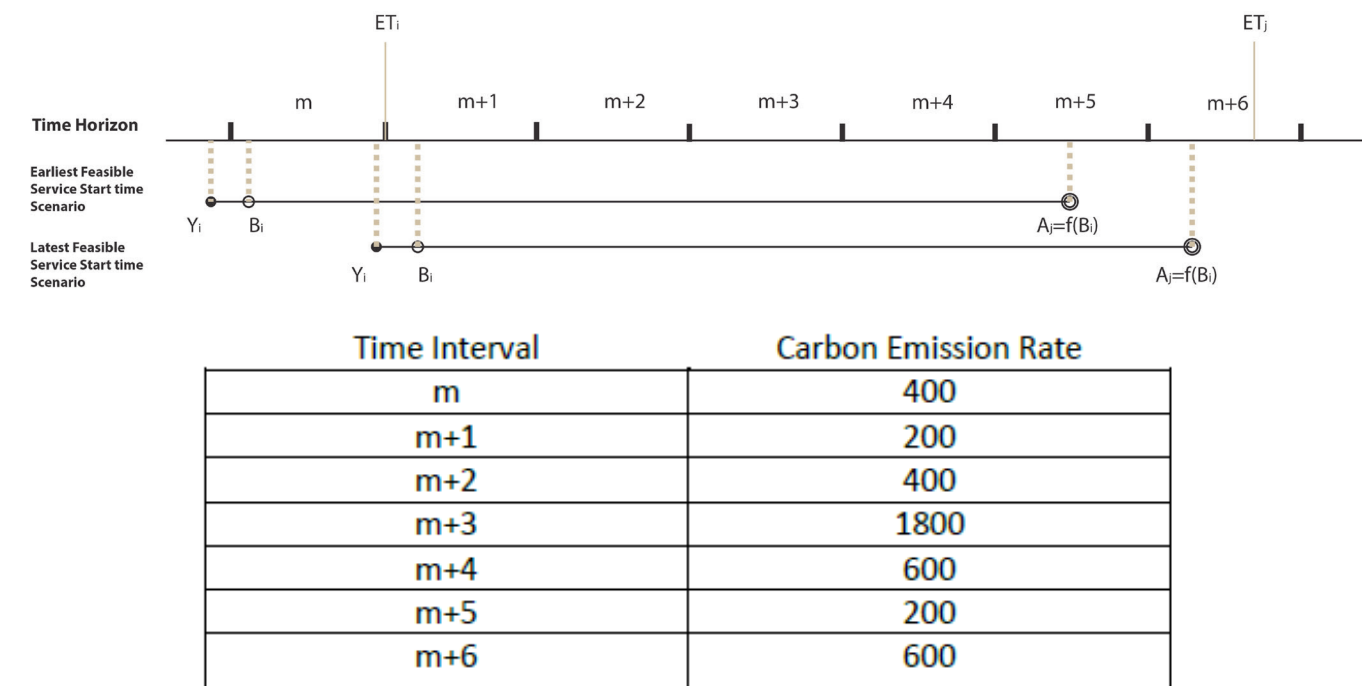 ETi ETj
m m+1 m+2 m+3 m+4 m+5 m+6
Time Horizon
Earliest Feasible
Service Start time
Scenario
Yi Bi Aj=f(Bi)
Latest Feasible
Service Start time
Scenario
Yi Bi Aj=f(Bi)
Time Interval Carbon Emission Rate
m 400
m+1 200
m+2 400
m+3 1800
m+4 600
m+5 200
m+6 600